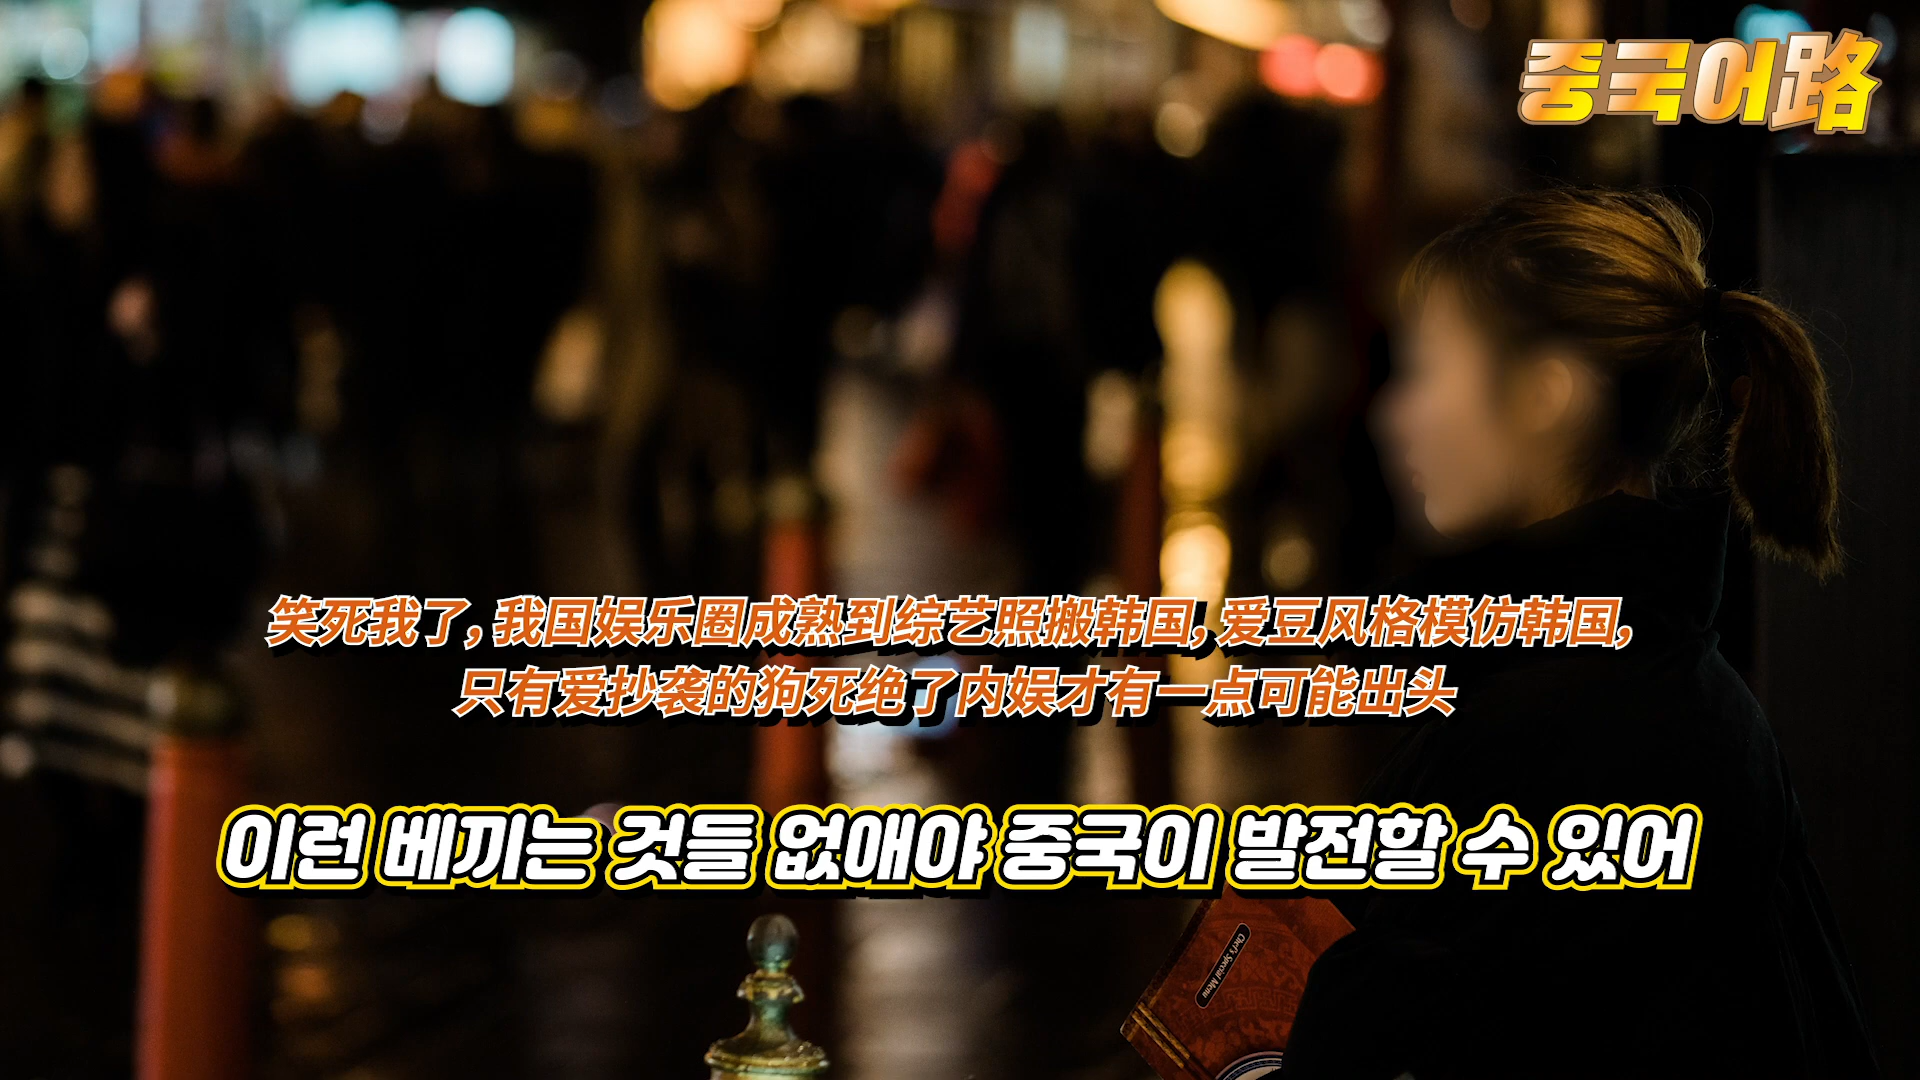 중국어路
笑死我了, 我国娱乐圈成熟到综艺照搬韩国, 爱豆风格模仿韩国,
只有爱抄袭的狗死绝了内娱才有一点可能出头
이런 베끼는 것들 없애야 중국이 발전할 수 있어
Chef's Special Menu